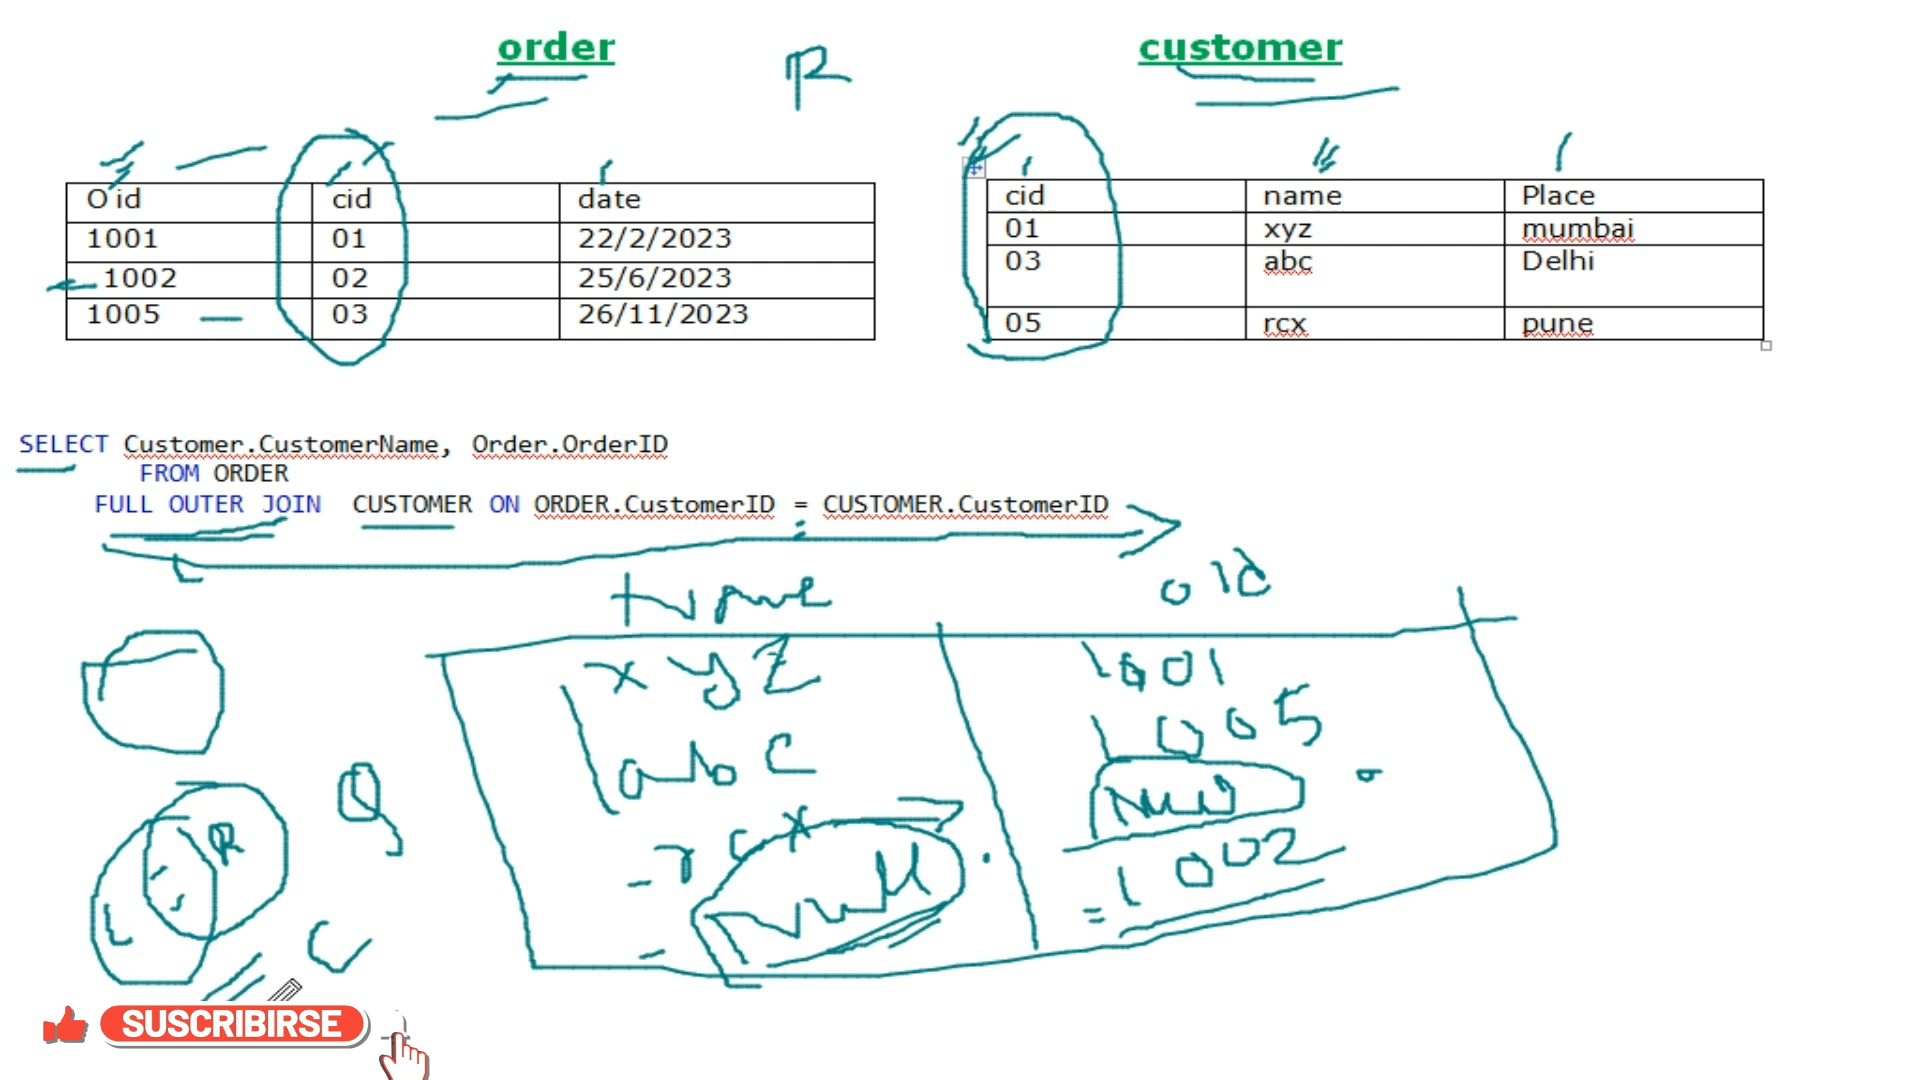 order
R
customer
O id cid date
1001 01 22/2/2023
1002 02 25/6/2023
1005 03 26/11/2023
cid name Place
01 xyz mumbai
03 abc Delhi
05 rcx pune
SELECT Customer.CustomerName, Order.OrderID
FROM ORDER
FULL OUTER JOIN CUSTOMER ON ORDER.CustomerID = CUSTOMER.CustomerID
Name oId
xyz 1001
abc 1005
rcx Null
Null 1002
R
L
SUSCRIBIRSE